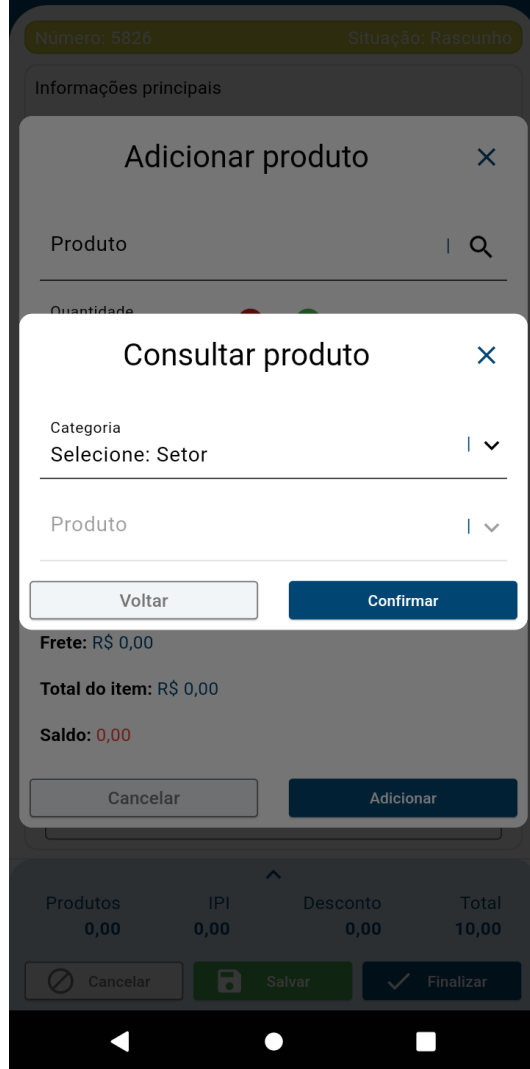 Número: 5826 Situação: Rascunho
Informações principais
Adicionar produto
Produto
Quantidade
Consultar produto
Categoria
Selecione: Setor
Produto
Voltar Confirmar
Frete: R$ 0,00
Total do item: R$ 0,00
Saldo: 0,00
Cancelar Adicionar
Produtos IPI Desconto Total
0,00 0,00 0,00 10,00
Cancelar Salvar Finalizar